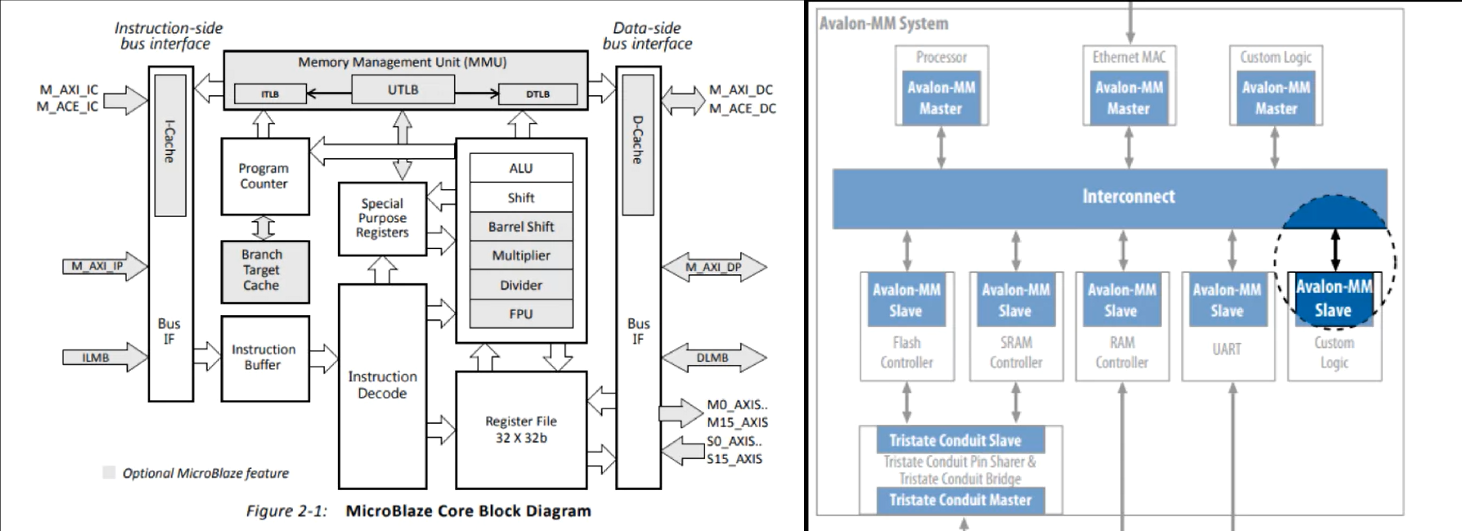 Instruction-side
bus interface
Data-side
bus interface
Memory Management Unit (MMU)
ITLB
UTLB
DTLB
M_AXI_IC
M_ACE_IC
M_AXI_DC
M_ACE_DC
I-Cache
D-Cache
Program
Counter
ALU
Shift
Barrel Shift
Multiplier
Divider
FPU
Special
Purpose
Registers
Branch
Target
Cache
M_AXI_IP
M_AXI_DP
Bus
IF
Bus
IF
ILMB
DLMB
Instruction
Buffer
Instruction
Decode
Register File
32 X 32b
M0_AXIS..
M15_AXIS
S0_AXIS..
S15_AXIS
Optional MicroBlaze feature
Figure 2-1: MicroBlaze Core Block Diagram
Avalon-MM System
Processor
Avalon-MM
Master
Ethernet MAC
Avalon-MM
Master
Custom Logic
Avalon-MM
Master
Interconnect
Avalon-MM
Slave
Flash
Controller
Avalon-MM
Slave
SRAM
Controller
Avalon-MM
Slave
RAM
Controller
Avalon-MM
Slave
UART
Avalon-MM
Slave
Custom
Logic
Tristate Conduit Slave
Tristate Conduit Pin Sharer &
Tristate Conduit Bridge
Tristate Conduit Master